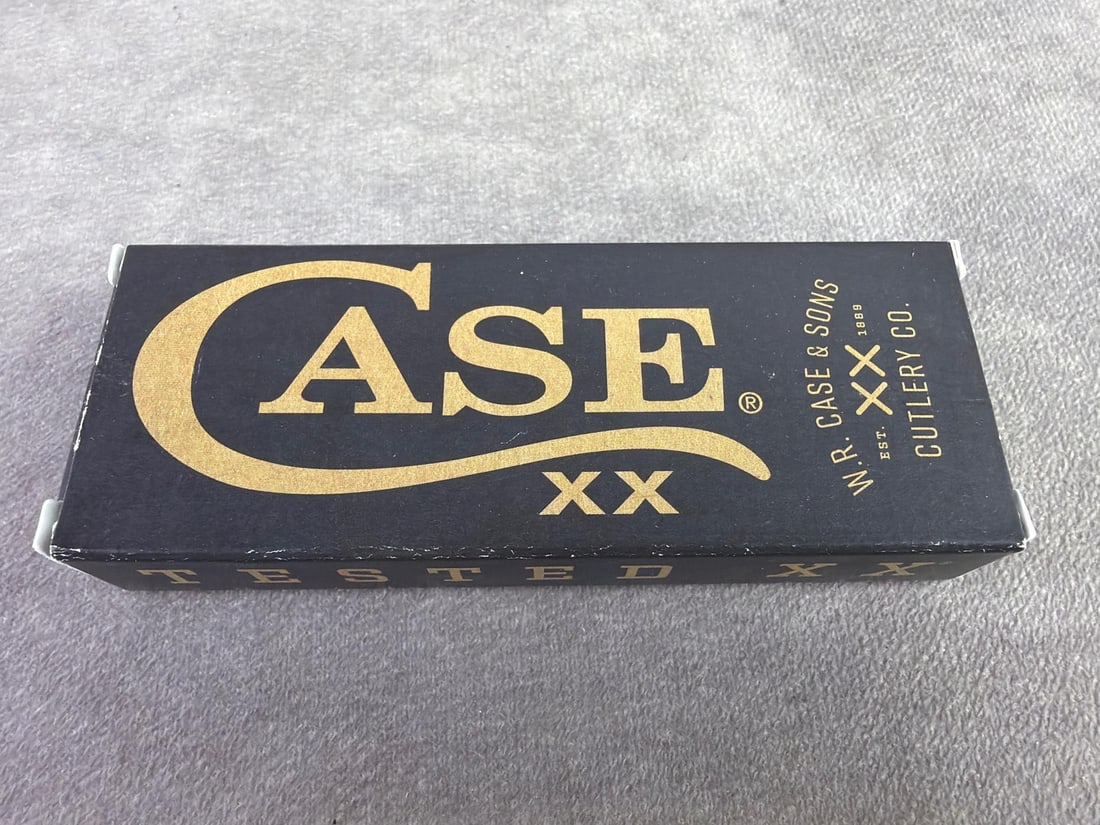 CASE®
XX
W.R. CASE & SONS
EST. XX 1889
CUTLERY CO.
TESTED XX